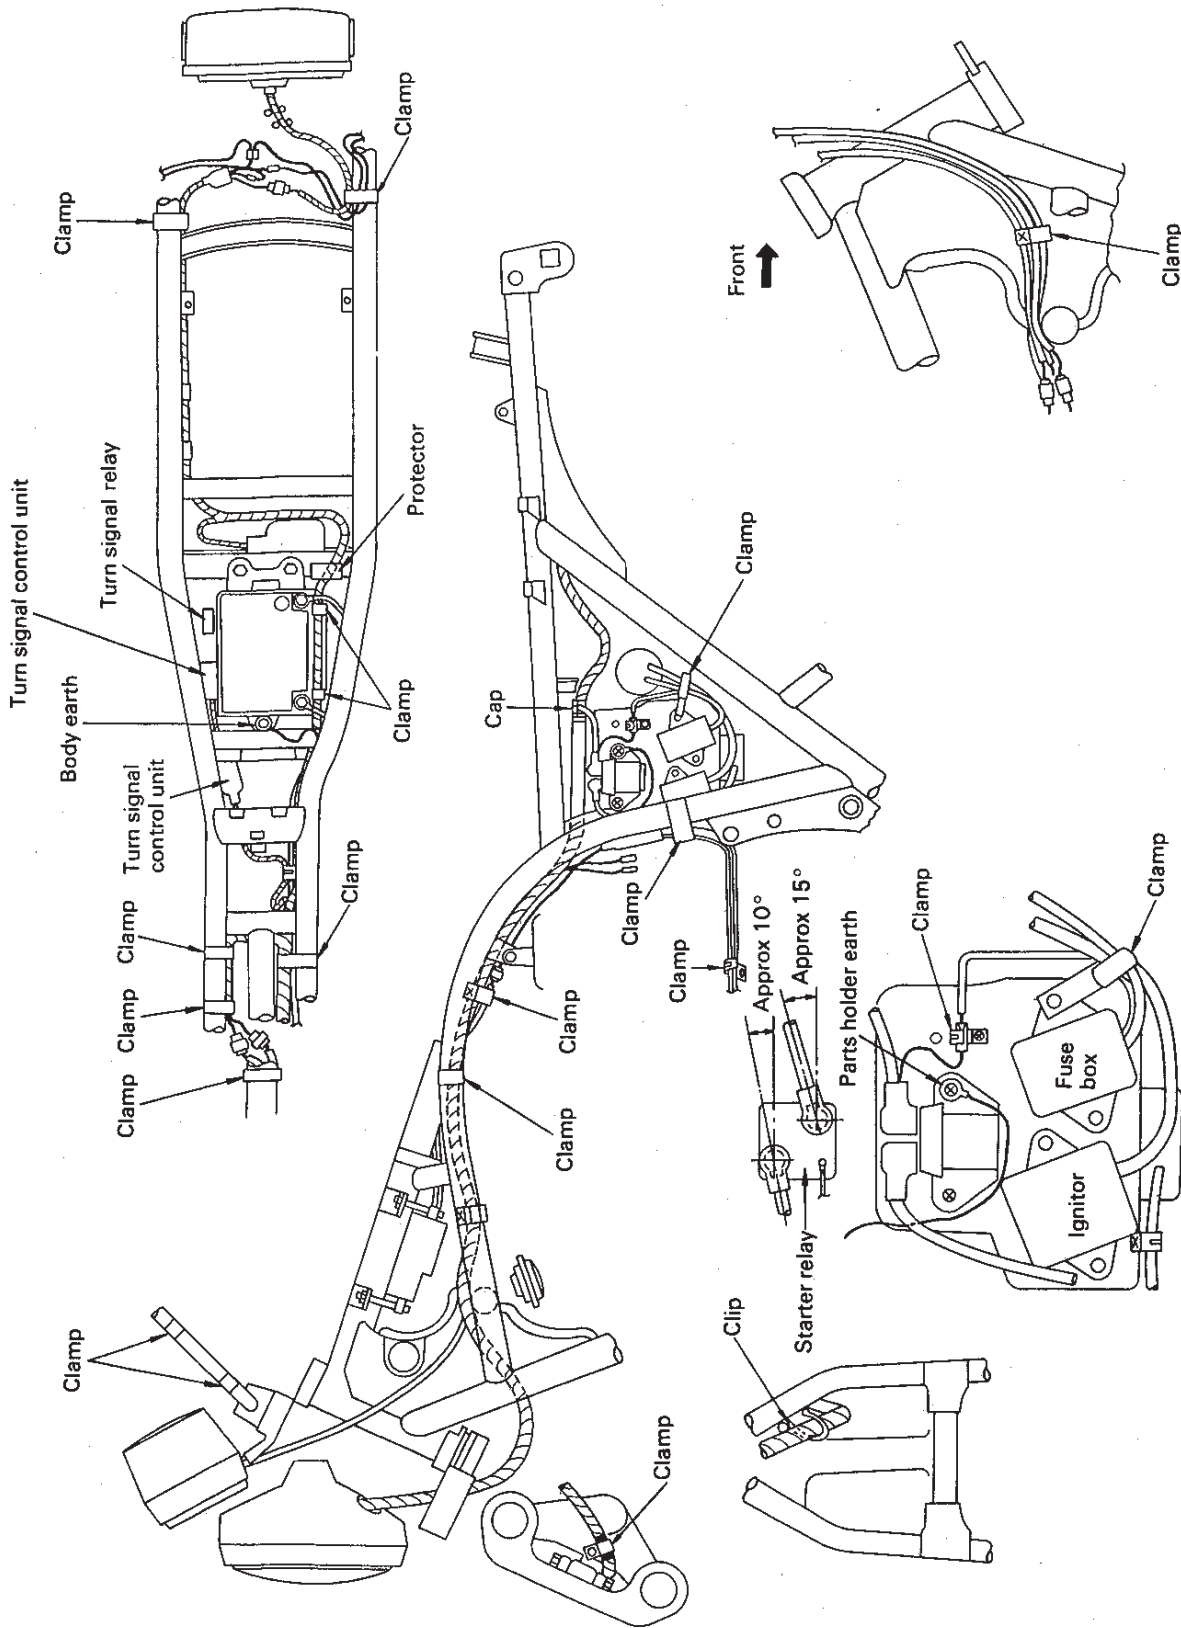 Clamp
Clamp
Turn signal control unit
Turn signal relay
Body earth
Turn signal
control unit
Clamp
Clamp
Clamp
Protector
Clamp
Clamp
Front
Clamp
Cap
Clamp
Clamp
Clamp
Clamp
Clamp
Clamp
Clamp
Approx 10°
Approx 15°
Starter relay
Parts holder earth
Clamp
Clamp
Fuse
box
Ignitor
Clip